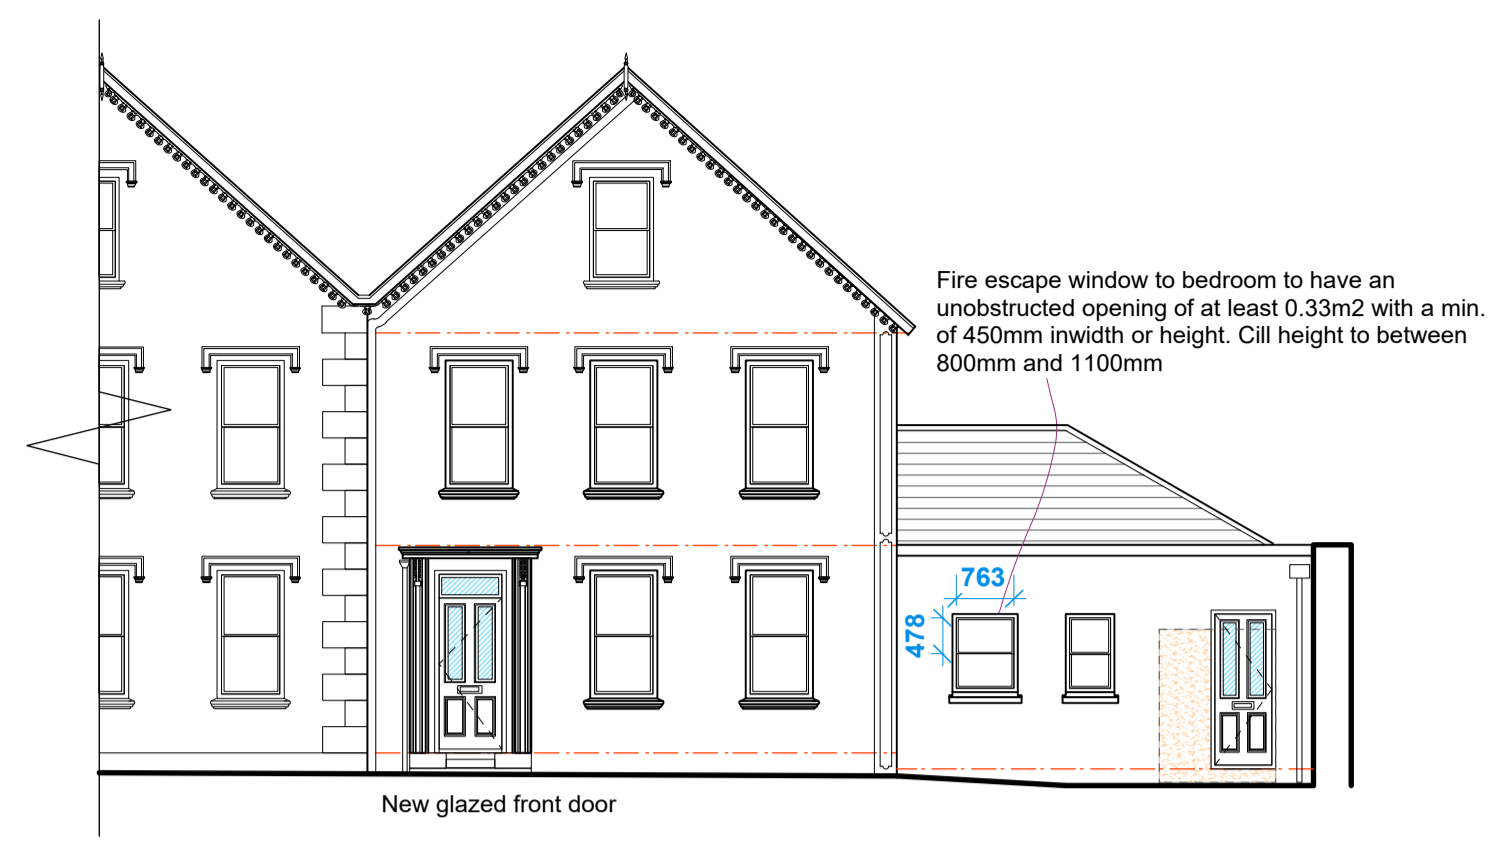 Fire escape window to bedroom to have an
unobstructed opening of at least 0.33m2 with a min.
of 450mm inwidth or height. Cill height to between
800mm and 1100mm
763
478
New glazed front door